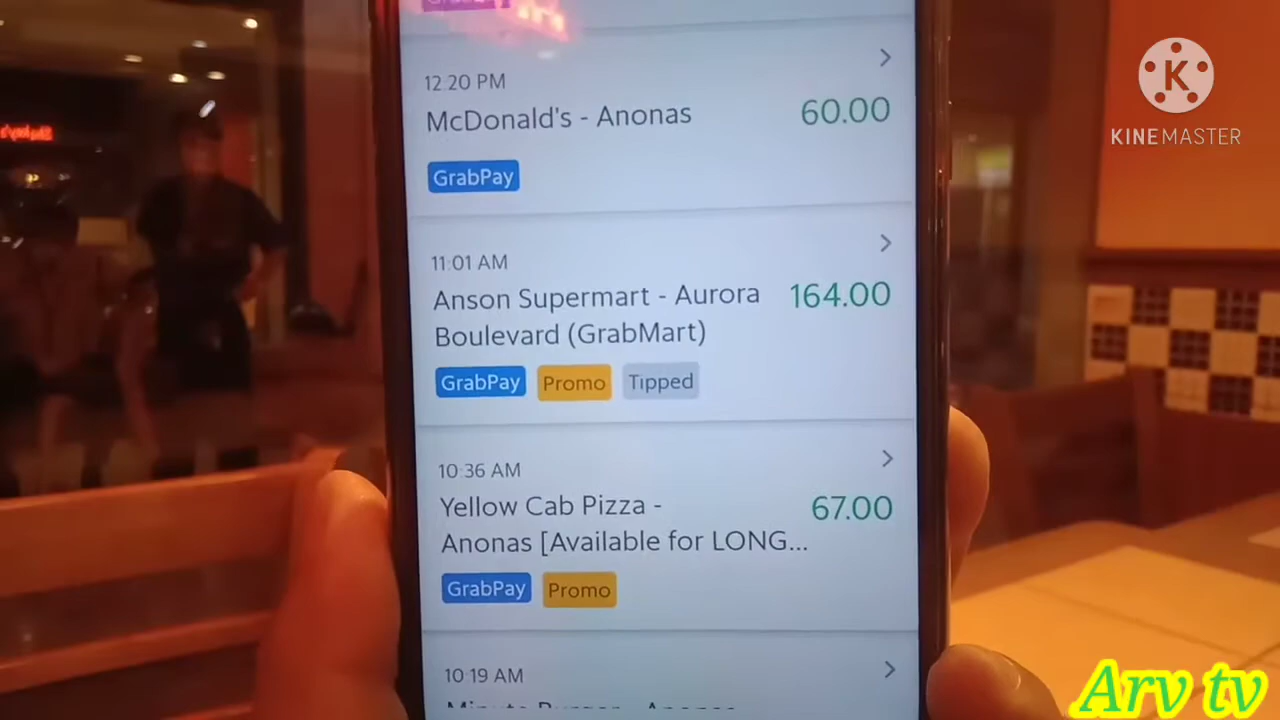 12.20 PM
McDonald's - Anonas
60.00
GrabPay
11:01 AM
Anson Supermart - Aurora
Boulevard (GrabMart)
164.00
GrabPay
Promo
Tipped
10:36 AM
Yellow Cab Pizza -
Anonas [Available for LONG...
67.00
GrabPay
Promo
10:19 AM
KINEMASTER
Arv tv